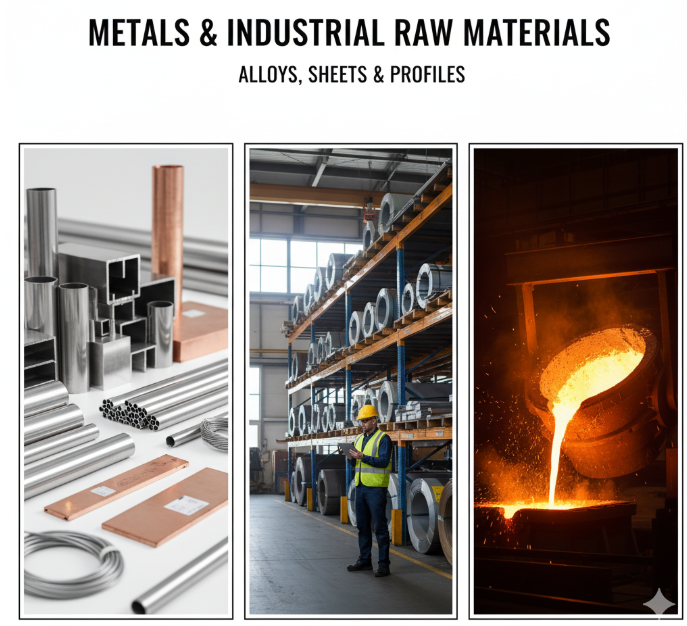 METALS & INDUSTRIAL RAW MATERIALS
ALLOYS, SHEETS & PROFILES